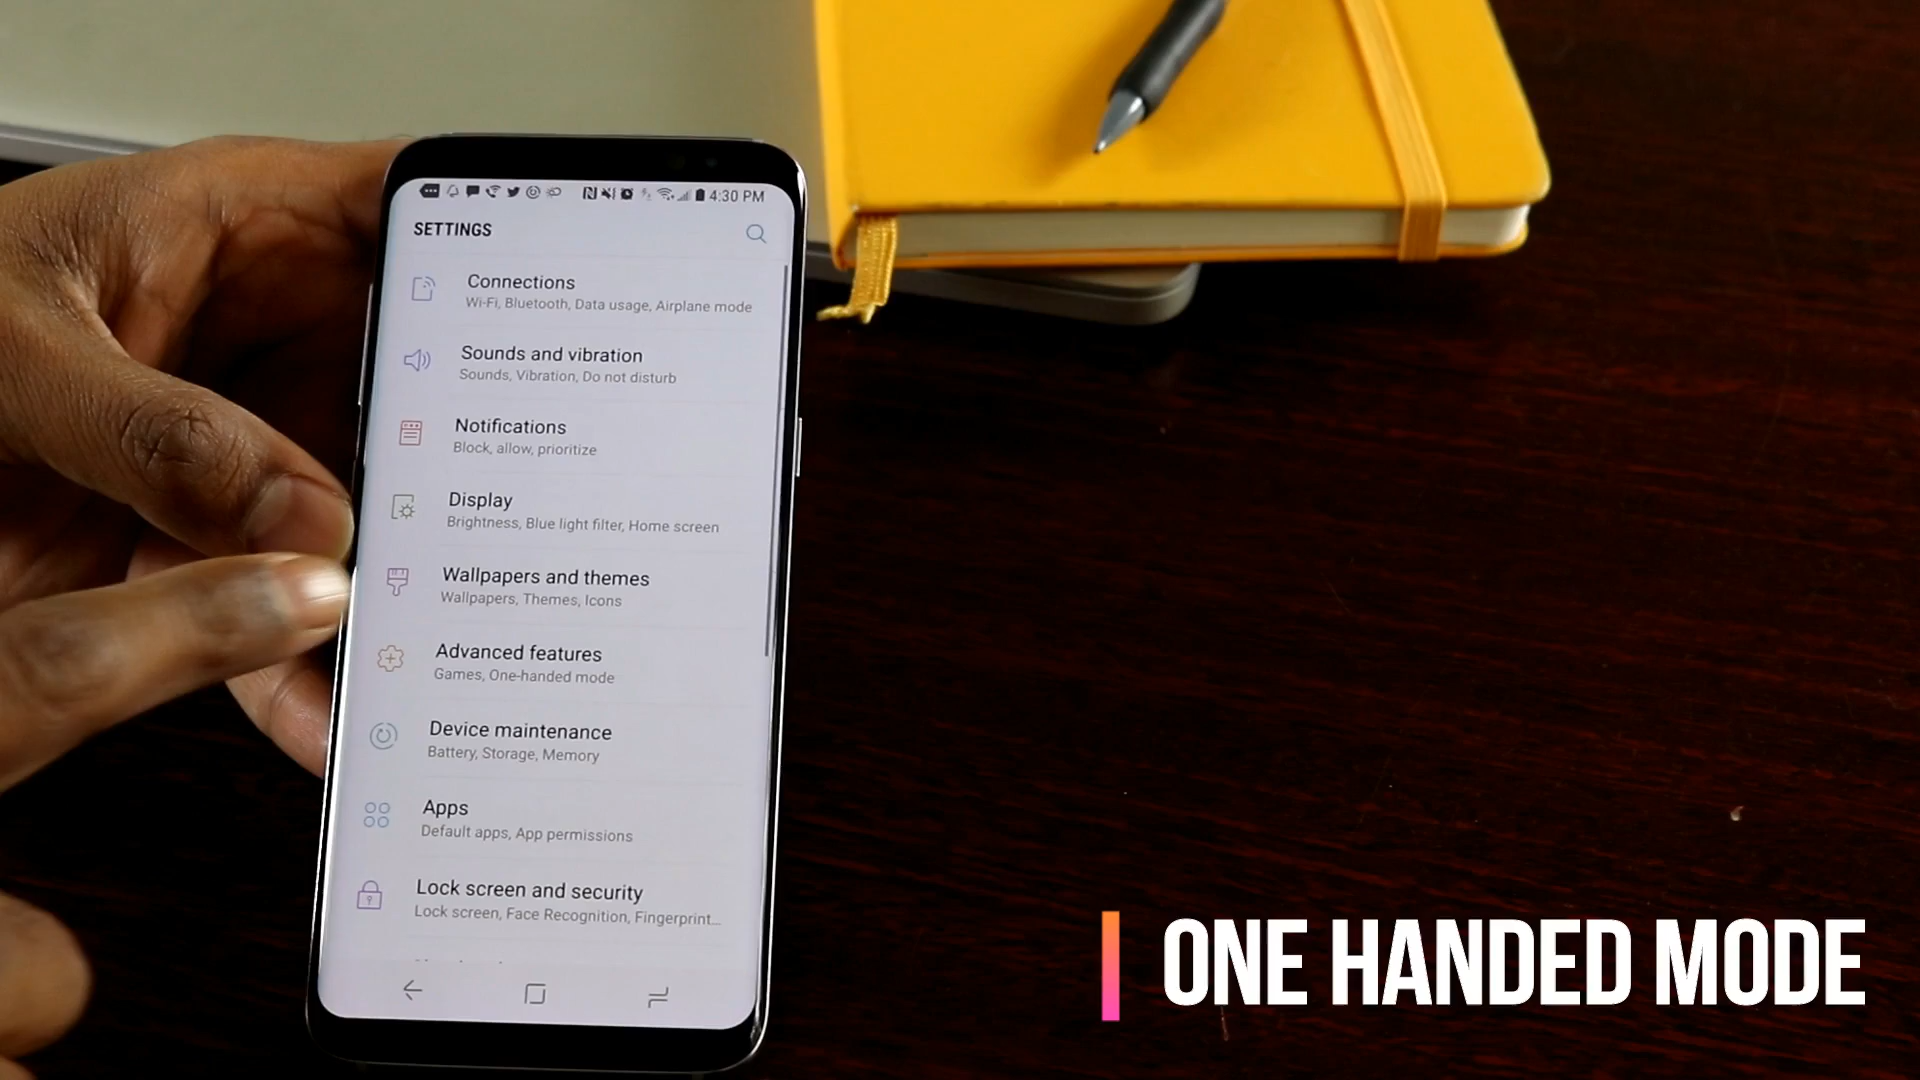 4:30 PM
SETTINGS
Connections
Wi-Fi, Bluetooth, Data usage, Airplane mode
Sounds and vibration
Sounds, Vibration, Do not disturb
Notifications
Block, allow, prioritize
Display
Brightness, Blue light filter, Home screen
Wallpapers and themes
Wallpapers, Themes, Icons
Advanced features
Games, One-handed mode
Device maintenance
Battery, Storage, Memory
Apps
Default apps, App permissions
Lock screen and security
Lock screen, Face Recognition, Fingerprint...
ONE HANDED MODE